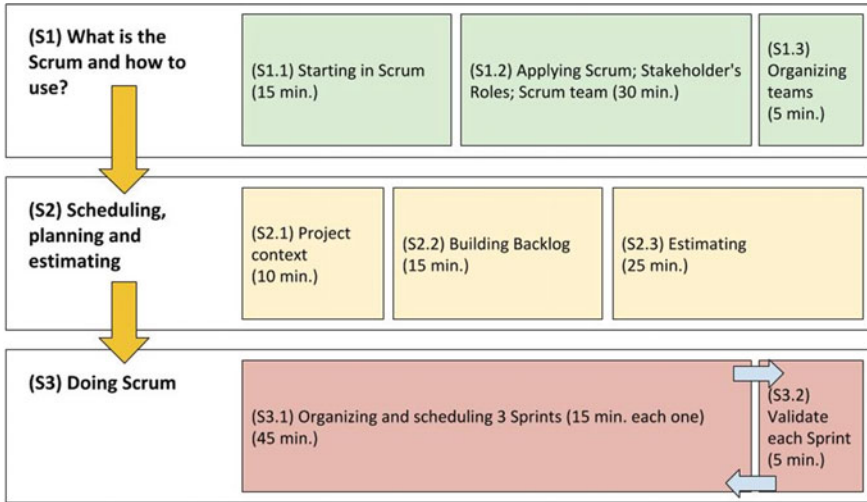 (S1) What is the
Scrum and how to
use?
(S1.1) Starting in Scrum
(15 min.)
(S1.2) Applying Scrum; Stakeholder's
Roles; Scrum team (30 min.)
(S1.3)
Organizing
teams
(5 min.)
(S2) Scheduling,
planning and
estimating
(S2.1) Project
context
(10 min.)
(S2.2) Building Backlog
(15 min.)
(S2.3) Estimating
(25 min.)
(S3) Doing Scrum
(S3.1) Organizing and scheduling 3 Sprints (15 min. each one)
(45 min.)
(S3.2)
Validate
each Sprint
(5 min.)